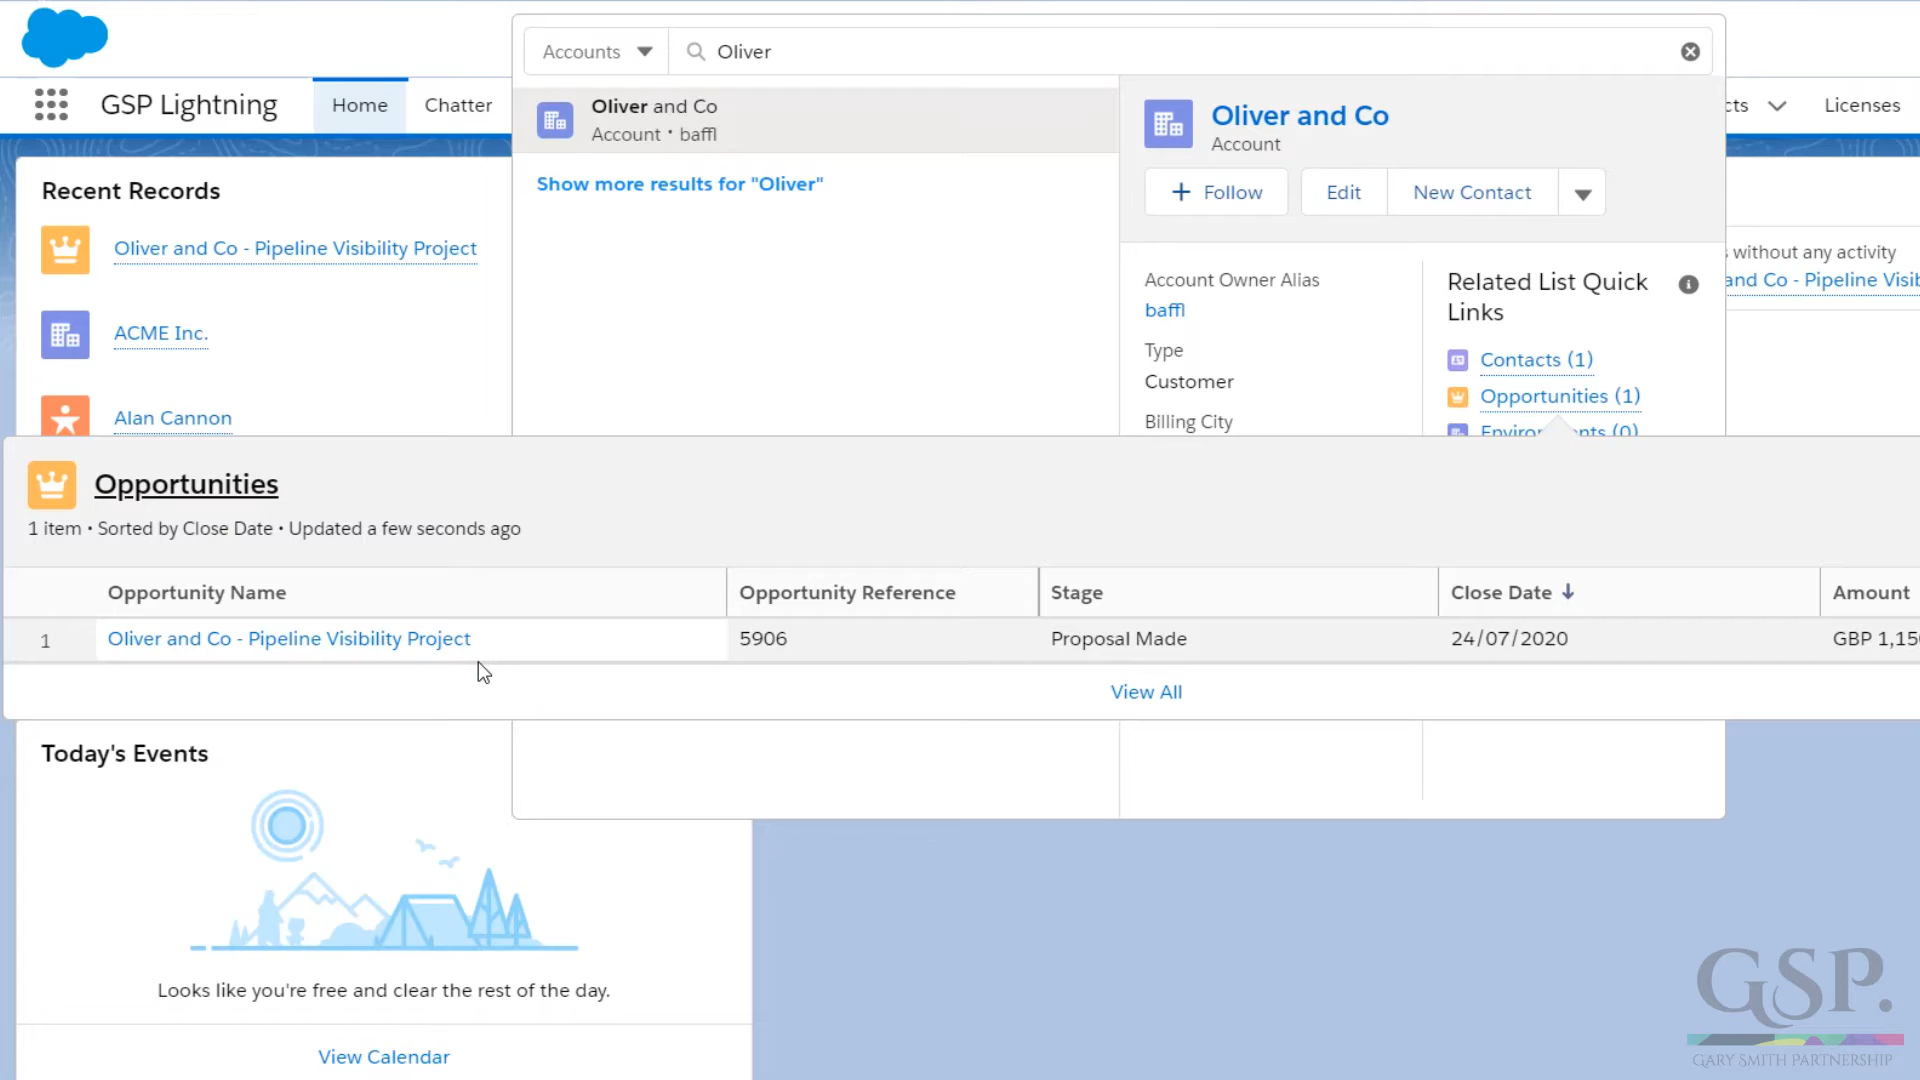 Accounts
Oliver
GSP Lightning
Home
Chatter
Licenses
Oliver and Co
Account • baffl
Show more results for "Oliver"
Oliver and Co
Account
Follow
Edit
New Contact
Account Owner Alias
baffl
Type
Customer
Billing City
Related List Quick
Links
Contacts (1)
Opportunities (1)
without any activity
and Co - Pipeline
Recent Records
Oliver and Co - Pipeline Visibility Project
ACME Inc.
Alan Cannon
Opportunities
1 item • Sorted by Close Date • Updated a few seconds ago
Opportunity Name
Opportunity Reference
Stage
Close Date
Amount
1
Oliver and Co - Pipeline Visibility Project
5906
Proposal Made
24/07/2020
GBP
View All
Today's Events
Looks like you're free and clear the rest of the day.
View Calendar
GSP.
GARY SMITH PARTNERSHIP